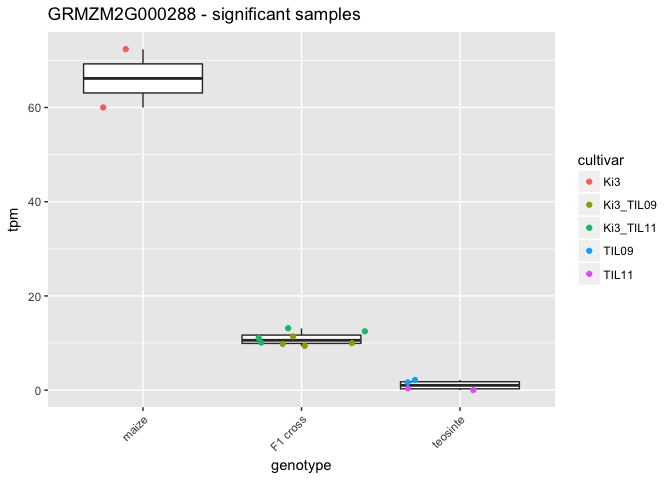 GRMZM2G000288 - significant samples
tpm
60
40
20
0
maize
F1 cross
teosinte
genotype
cultivar
Ki3
Ki3_TIL09
Ki3_TIL11
TIL09
TIL11